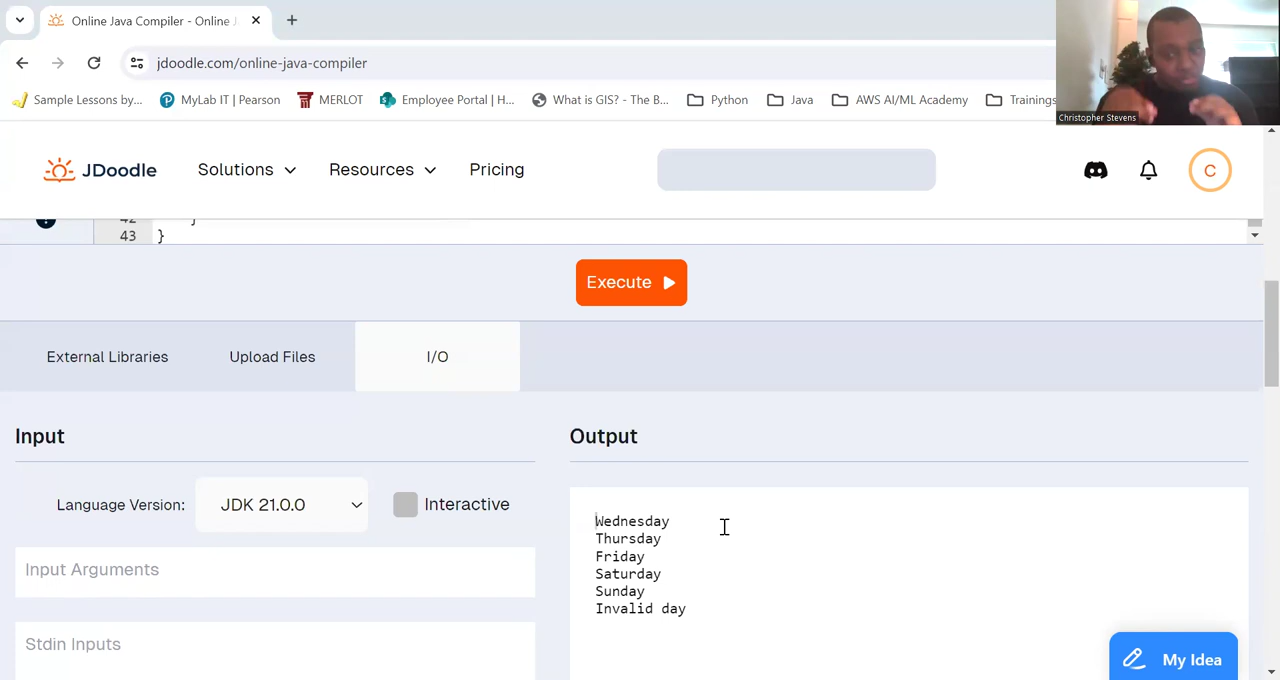 Online Java Compiler - Online J
jdoodle.com/online-java-compiler
Sample Lessons by... MyLab IT | Pearson MERLOT Employee Portal | H... What is GIS? - The B... Python Java AWS AI/ML Academy Trainings
Christopher Stevens
JDoodle Solutions Resources Pricing C
42 }
43 }
Execute
External Libraries Upload Files I/O
Input
Output
Language Version: JDK 21.0.0 Interactive
Input Arguments
Stdin Inputs
Wednesday
Thursday
Friday
Saturday
Sunday
Invalid day
My Idea